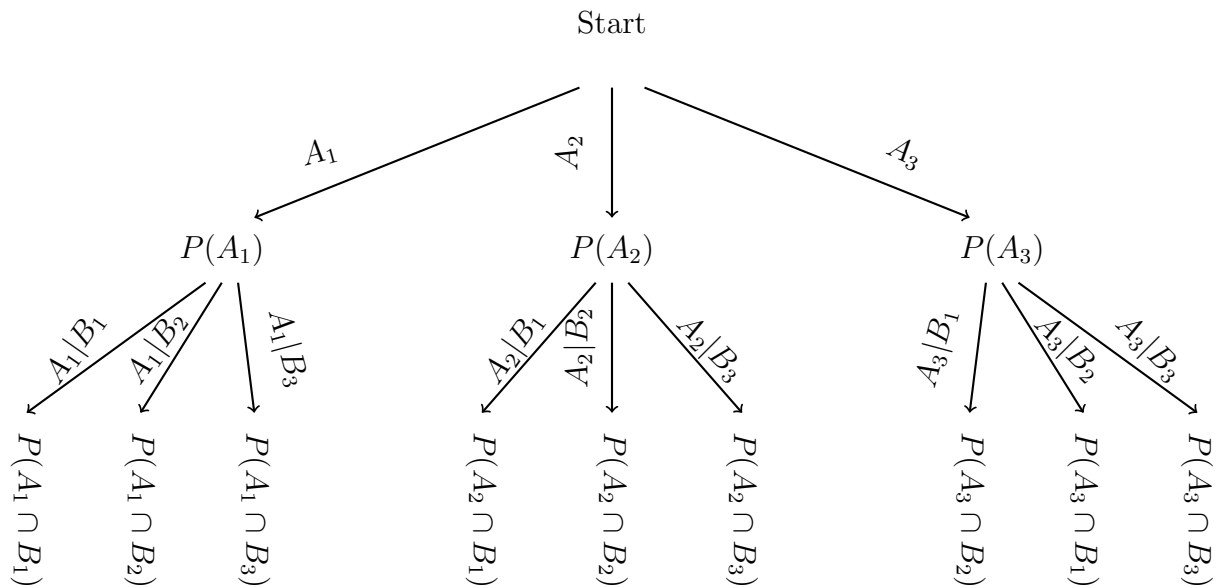 Start
A₁
A₂
A₃
P(A₁)
P(A₂)
P(A₃)
A₁|B₁
A₁|B₂
A₁|B₃
A₂|B₁
A₂|B₂
A₂|B₃
A₃|B₁
A₃|B₂
A₃|B₃
P(A₁ ∩ B₁)
P(A₁ ∩ B₂)
P(A₁ ∩ B₃)
P(A₂ ∩ B₁)
P(A₂ ∩ B₂)
P(A₂ ∩ B₃)
P(A₃ ∩ B₂)
P(A₃ ∩ B₁)
P(A₃ ∩ B₃)